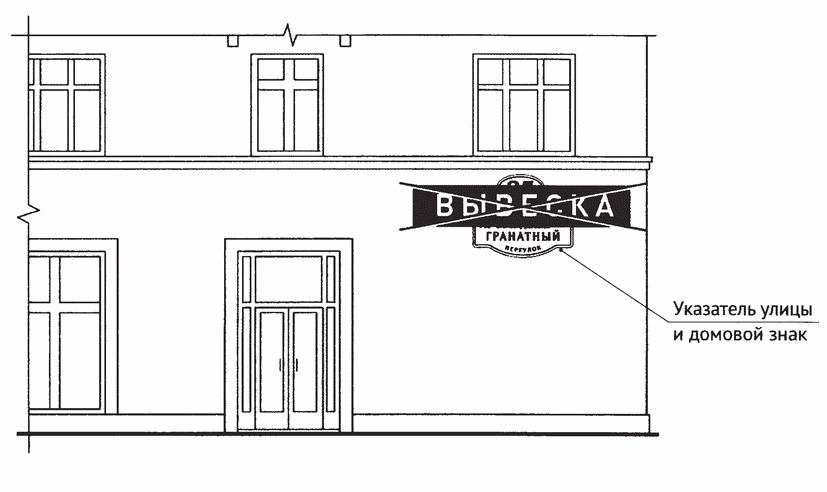 ВЫВЕСКА
ГРАНАТНЫЙ
ПЕРЕУЛОК
Указатель улицы
и домовой знак